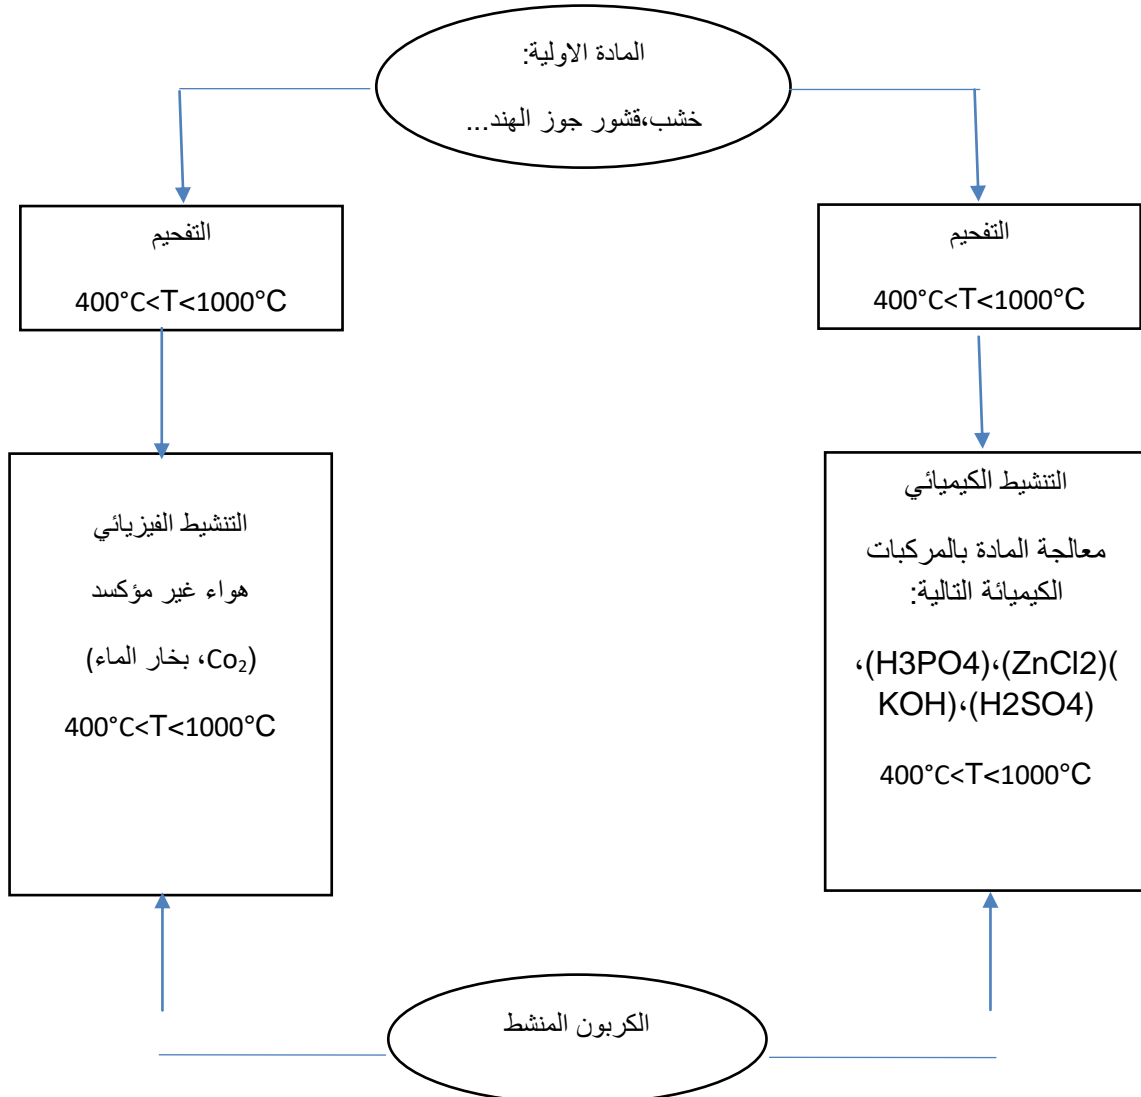 المادة الاولية:
خشب،قشور جوز الهند...
التفحيم
400°C<T<1000°C
التفحيم
400°C<T<1000°C
التنشيط الكيميائي
معالجة المادة بالمركبات
الكيميائة التالية:
(ZnCl2)،(H3PO4)،(
KOH)،(H2SO4)
400°C<T<1000°C
التنشيط الفيزيائي
هواء غير مؤكسد
(Co₂، بخار الماء)
400°C<T<1000°C
الكربون المنشط